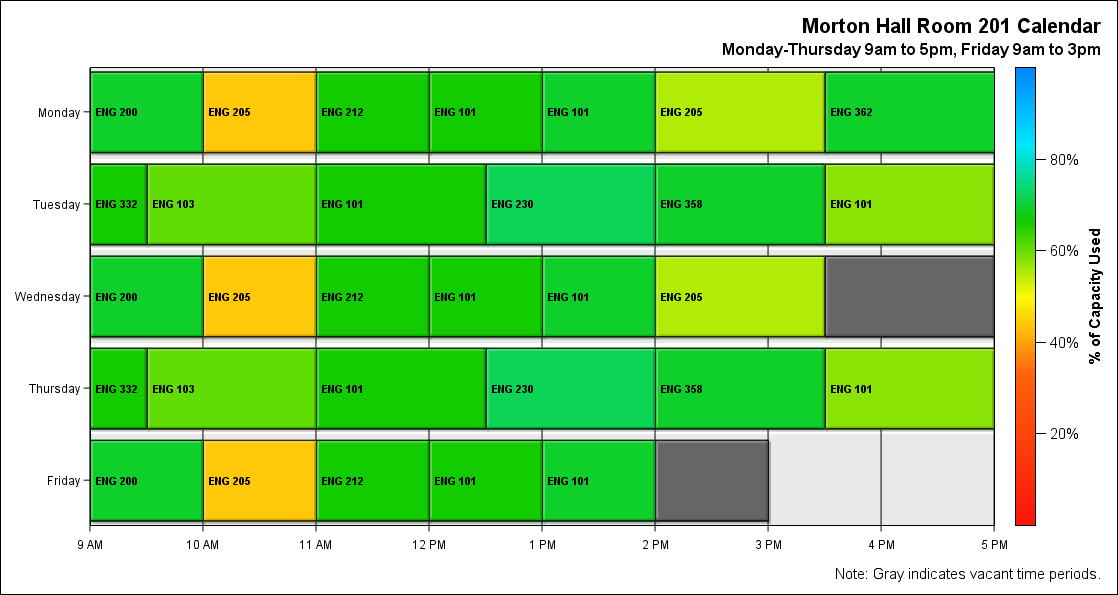 Morton Hall Room 201 Calendar
Monday-Thursday 9am to 5pm, Friday 9am to 3pm
Monday ENG 200 ENG 205 ENG 212 ENG 101 ENG 101 ENG 205 ENG 362
Tuesday ENG 332 ENG 103 ENG 101 ENG 230 ENG 358 ENG 101
Wednesday ENG 200 ENG 205 ENG 212 ENG 101 ENG 101 ENG 205
Thursday ENG 332 ENG 103 ENG 101 ENG 230 ENG 358 ENG 101
Friday ENG 200 ENG 205 ENG 212 ENG 101 ENG 101
9 AM 10 AM 11 AM 12 PM 1 PM 2 PM 3 PM 4 PM 5 PM
80%
60%
40%
20%
% of Capacity Used
Note: Gray indicates vacant time periods.